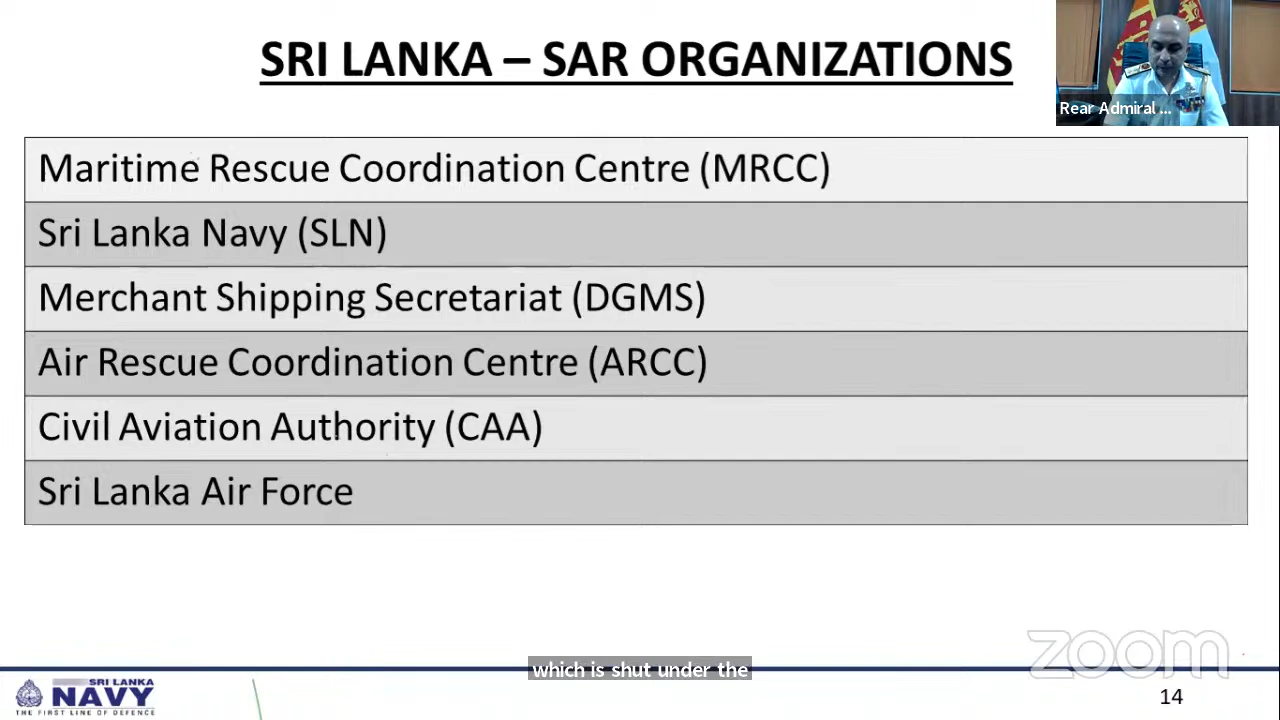 SRI LANKA – SAR ORGANIZATIONS
Rear Admiral ...
Maritime Rescue Coordination Centre (MRCC)
Sri Lanka Navy (SLN)
Merchant Shipping Secretariat (DGMS)
Air Rescue Coordination Centre (ARCC)
Civil Aviation Authority (CAA)
Sri Lanka Air Force
zoom
which is shut under the
SRI LANKA
NAVY
THE FIRST LINE OF DEFENCE
14